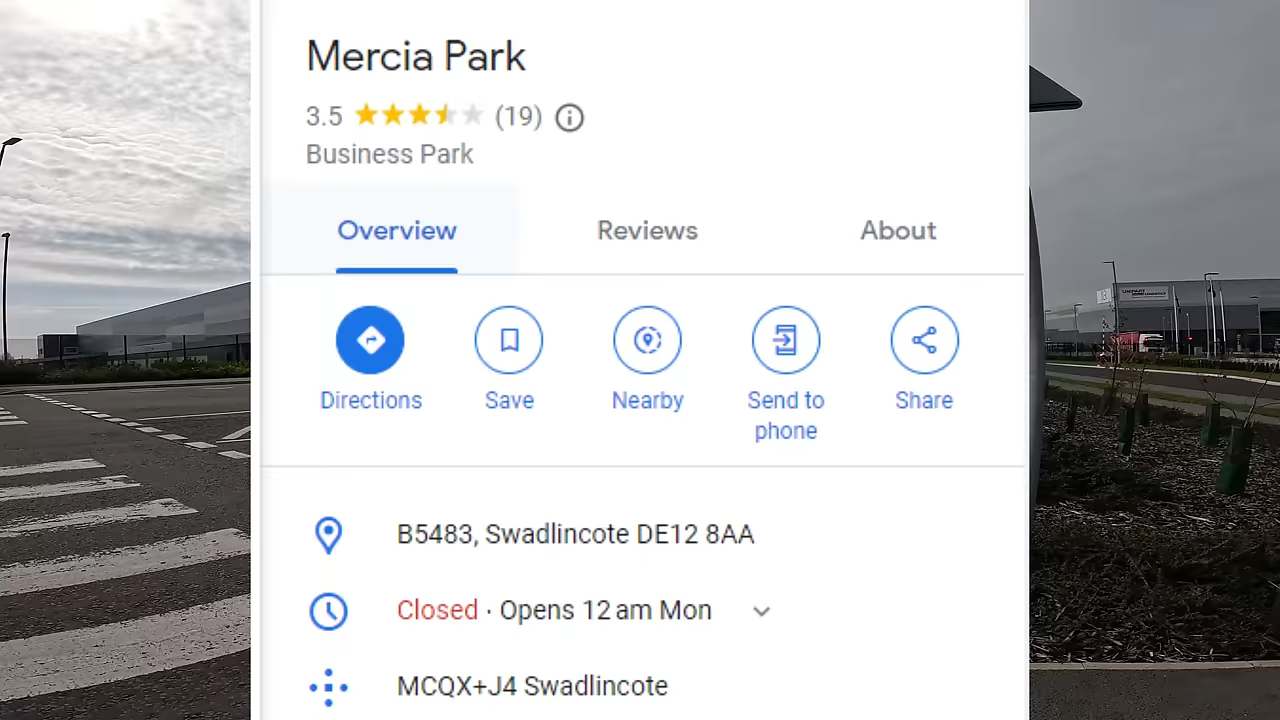 Mercia Park
3.5 (19)
Business Park
Overview Reviews About
Directions Save Nearby Send to phone Share
UNIPART
B5483, Swadlincote DE12 8AA
Closed · Opens 12 am Mon
MCQX+J4 Swadlincote